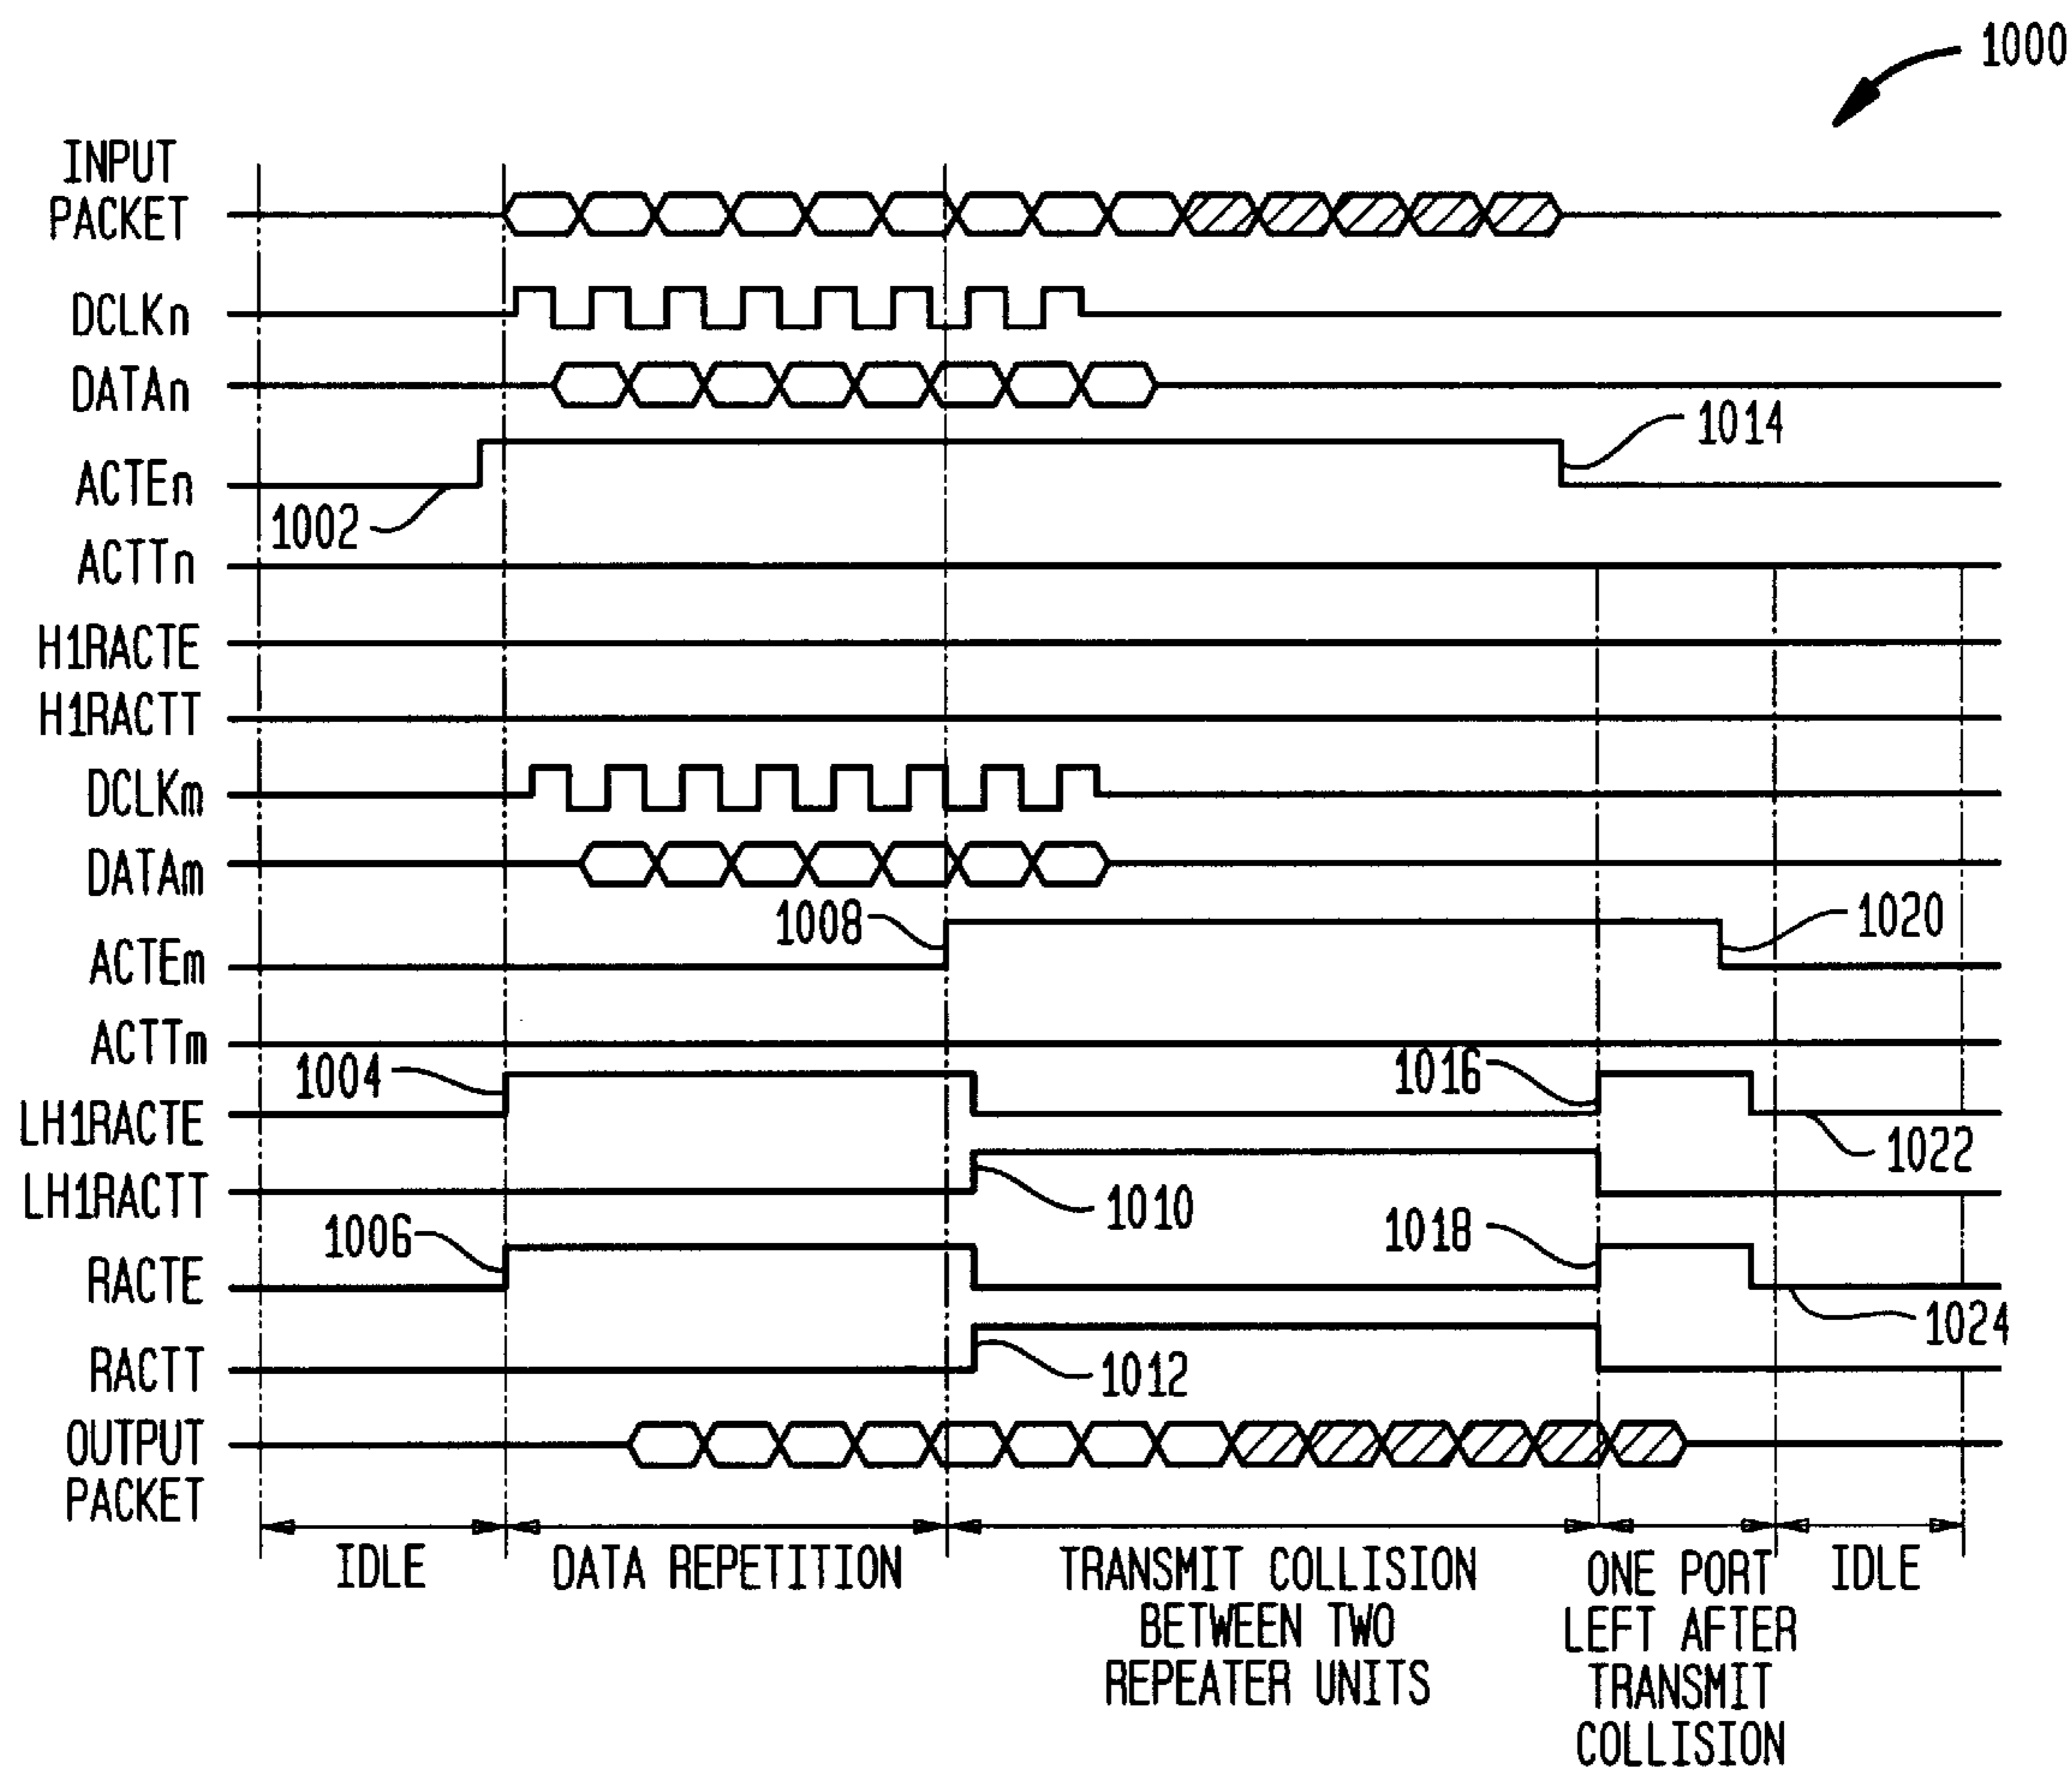 1000
INPUT
PACKET
DCLKn
DATAn
1014
ACTEn
1002
ACTTn
H1RACTE
H1RACTT
DCLKm
DATAm
1008
1020
ACTEm
ACTTm
1004
1016
LH1RACTE
1022
LH1RACTT
1010
1006
1018
RACTE
1024
RACTT
1012
OUTPUT
PACKET
IDLE
DATA REPETITION
TRANSMIT COLLISION
BETWEEN TWO
REPEATER UNITS
ONE PORT
LEFT AFTER
TRANSMIT
COLLISION
IDLE